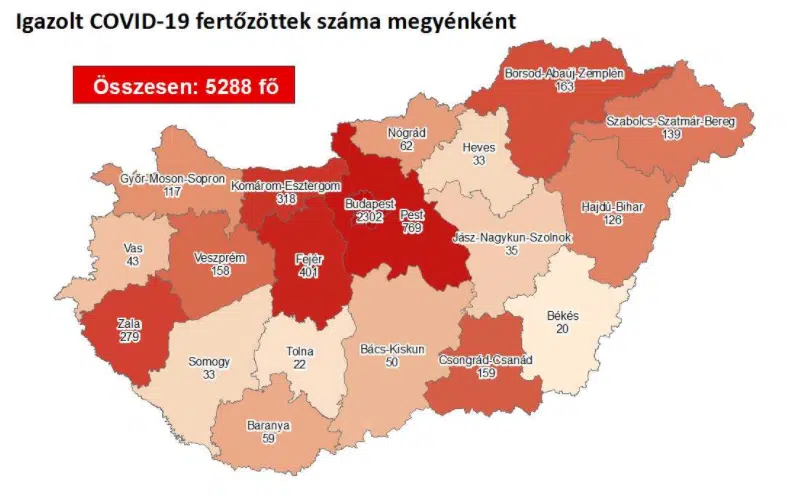 Igazolt COVID-19 fertőzöttek száma megyénként
Összesen: 5288 fő
Borsod-Abaúj-Zemplén
163
Szabolcs-Szatmár-Bereg
139
Nógrád
62
Heves
33
Győr-Moson-Sopron
117
Komárom-Esztergom
318
Budapest
2302
Pest
769
Hajdú-Bihar
126
Jász-Nagykun-Szolnok
35
Vas
43
Veszprém
158
Fejér
401
Zala
279
Békés
20
Somogy
33
Tolna
22
Bács-Kiskun
50
Csongrád-Csanád
159
Baranya
59